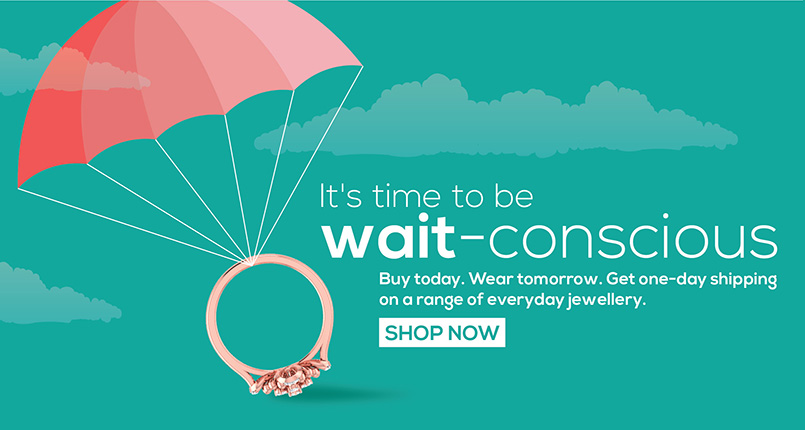 It's time to be
wait-conscious
Buy today. Wear tomorrow. Get one-day shipping
on a range of everyday jewellery.
SHOP NOW